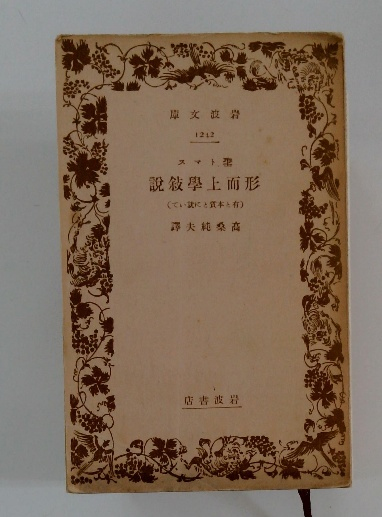 岩波文庫
1212
聖トマス
形而上學敍說
(有と本質とに就いて)
高桑純夫譯
岩波書店